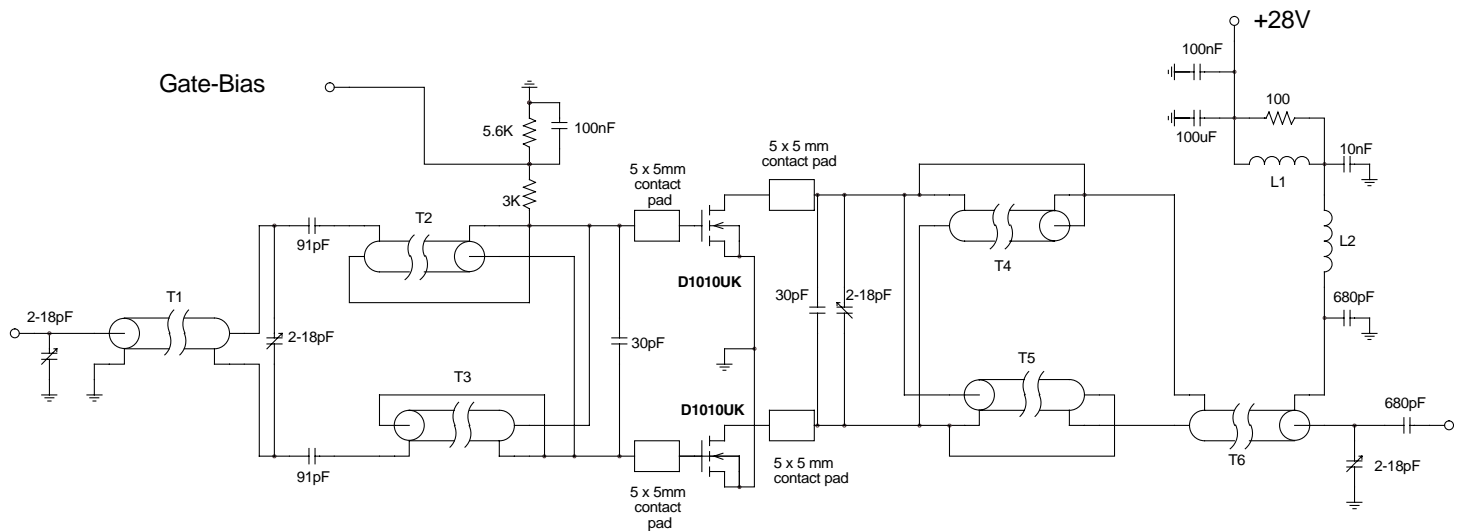 +28V
100nF
Gate-Bias
100
5.6K
100nF
100uF
5 x 5 mm
contact pad
10nF
5 x 5mm
contact
pad
L1
3K
T2
91pF
L2
T4
D1010UK
680pF
2-18pF
T1
30pF
2-18pF
2-18pF
30pF
T5
T3
D1010UK
680pF
5 x 5 mm
contact pad
T6
2-18pF
91pF
5 x 5mm
contact
pad